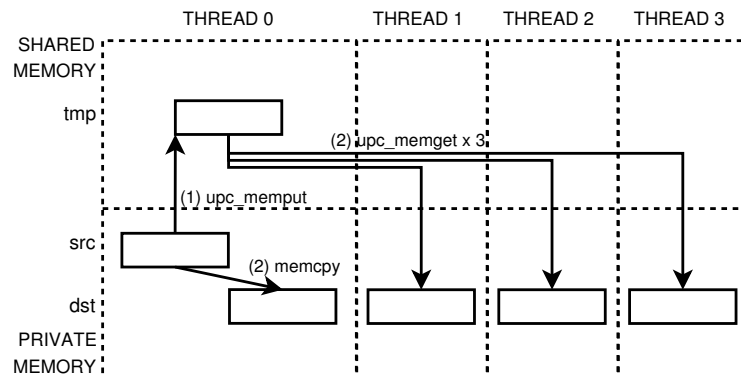 THREAD 0 THREAD 1 THREAD 2 THREAD 3
SHARED
MEMORY
tmp
(2) upc_memget x 3
(1) upc_memput
src
(2) memcpy
dst
PRIVATE
MEMORY